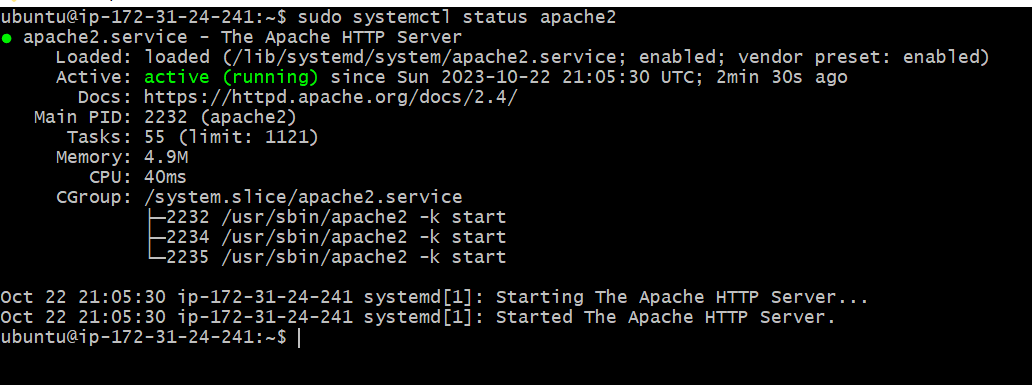 ubuntu@ip-172-31-24-241:~$ sudo systemctl status apache2
● apache2.service - The Apache HTTP Server
     Loaded: loaded (/lib/systemd/system/apache2.service; enabled; vendor preset: enabled)
     Active: active (running) since Sun 2023-10-22 21:05:30 UTC; 2min 30s ago
       Docs: https://httpd.apache.org/docs/2.4/
   Main PID: 2232 (apache2)
      Tasks: 55 (limit: 1121)
     Memory: 4.9M
        CPU: 40ms
     CGroup: /system.slice/apache2.service
             ├─2232 /usr/sbin/apache2 -k start
             ├─2234 /usr/sbin/apache2 -k start
             └─2235 /usr/sbin/apache2 -k start
Oct 22 21:05:30 ip-172-31-24-241 systemd[1]: Starting The Apache HTTP Server...
Oct 22 21:05:30 ip-172-31-24-241 systemd[1]: Started The Apache HTTP Server.
ubuntu@ip-172-31-24-241:~$